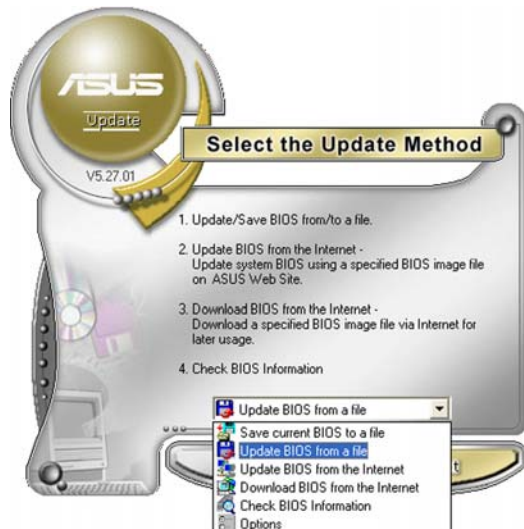 ASUS
Update
V5.27.01
Select the Update Method
1. Update/Save BIOS from/to a file.
2. Update BIOS from the Internet -
Update system BIOS using a specified BIOS image file
on ASUS Web Site.
3. Download BIOS from the Internet -
Download a specified BIOS image file via Internet for
later usage.
4. Check BIOS Information
Update BIOS from a file
Save current BIOS to a file
Update BIOS from a file
Update BIOS from the Internet
Download BIOS from the Internet
Check BIOS Information
Options